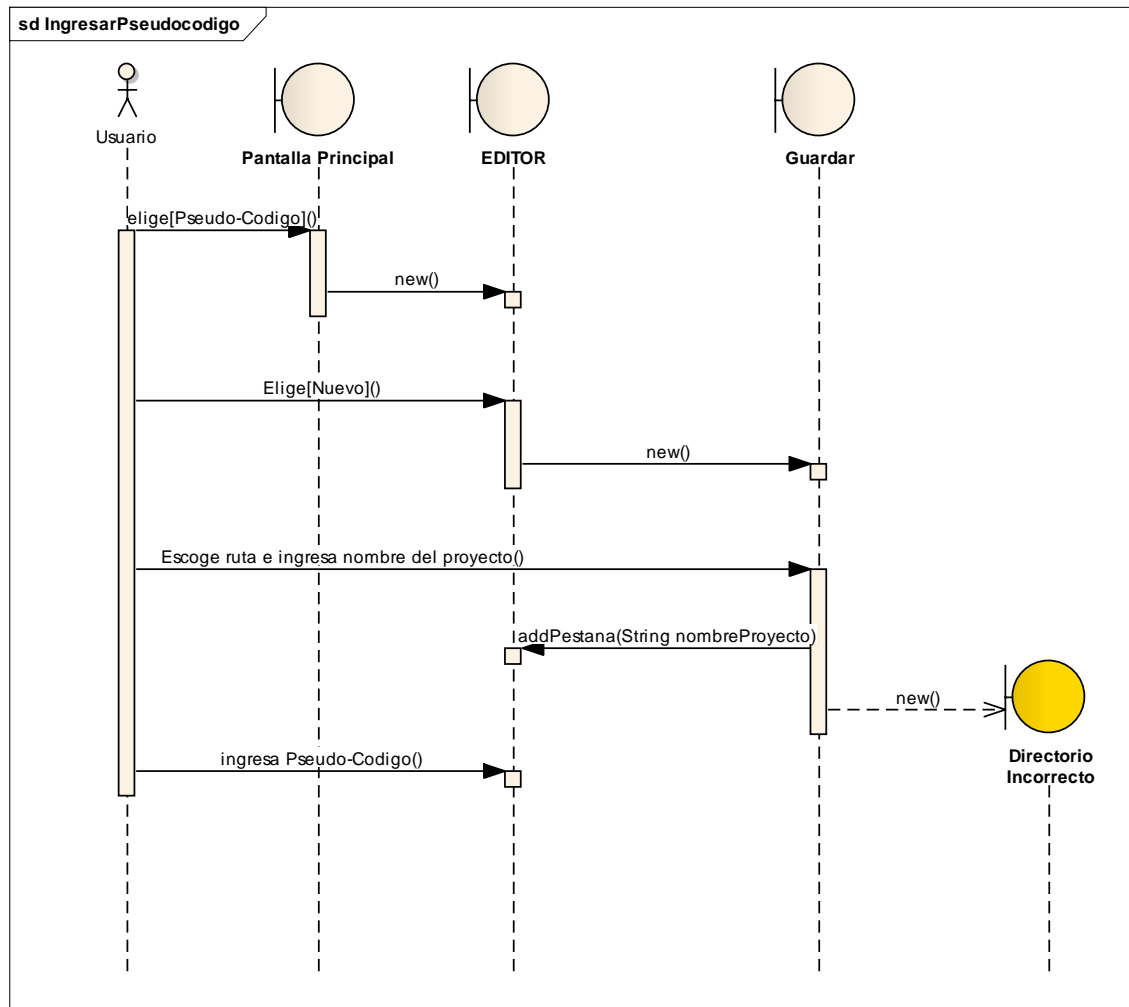 sd IngresarPseudocodigo
Usuario
Pantalla Principal
EDITOR
Guardar
elige[Pseudo-Codigo]()
new()
Elige[Nuevo]()
new()
Escoge ruta e ingresa nombre del proyecto()
addPestana(String nombreProyecto)
new()
Directorio
Incorrecto
ingresa Pseudo-Codigo()